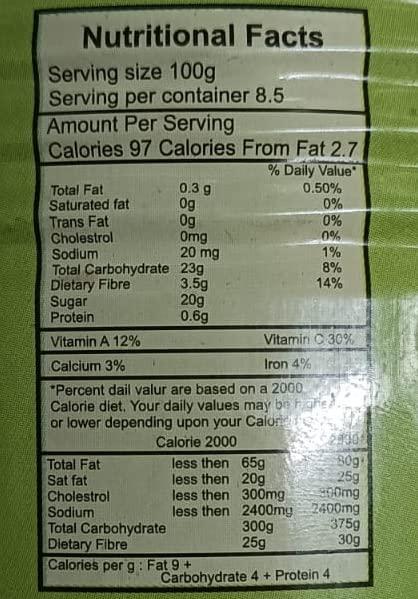 Nutritional Facts
Serving size 100g
Serving per container 8.5
Amount Per Serving
Calories 97 Calories From Fat 2.7
% Daily Value*
Total Fat 0.3 g 0.50%
Saturated fat 0g 0%
Trans Fat 0g 0%
Cholestrol 0mg 0%
Sodium 20 mg 1%
Total Carbohydrate 23g 8%
Dietary Fibre 3.5g 14%
Sugar 20g
Protein 0.6g
Vitamin A 12% Vitamin C 30%
Calcium 3% Iron 4%
*Percent dail valur are based on a 2000
Calorie diet. Your daily values may be
or lower depending upon your
Calorie 2000
Total Fat less then 65g 80g
Sat fat less then 20g 25g
Cholestrol less then 300mg 300mg
Sodium less then 2400mg 2400mg
Total Carbohydrate 300g 375g
Dietary Fibre 25g 30g
Calories per g : Fat 9 +
Carbohydrate 4 + Protein 4